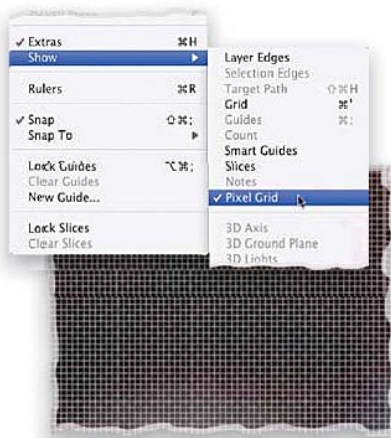 ✓ Extras ⌘H
Show ▶
Rulers ⌘R
✓ Snap ⇧⌘;
Snap To ▶
Lock Guides ⌥⌘;
Clear Guides
New Guide...
Lock Slices
Clear Slices
Layer Edges
Selection Edges
Target Path ⇧⌘H
Grid ⌘'
Guides ⌘;
Count
Smart Guides
Slices
Notes
✓ Pixel Grid
3D Axis
3D Ground Plane
3D Lights